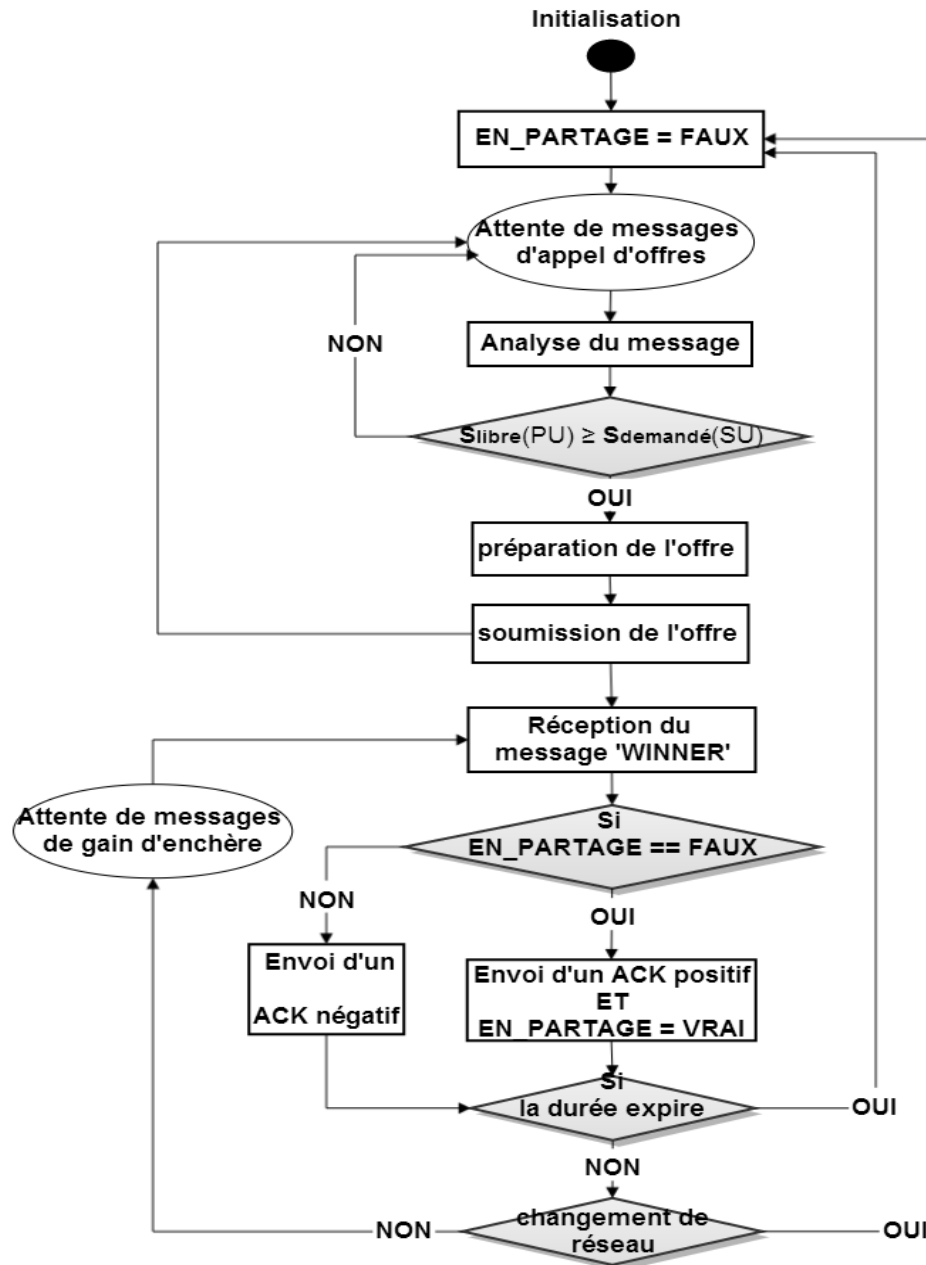 Initialisation
EN_PARTAGE = FAUX
Attente de messages
d'appel d'offres
NON
Analyse du message
Slibre(PU) ≥ Sdemandé(SU)
OUI
préparation de l'offre
soumission de l'offre
Réception du
message 'WINNER'
Attente de messages
de gain d'enchère
Si
EN_PARTAGE == FAUX
NON
OUI
Envoi d'un
ACK négatif
Envoi d'un ACK positif
ET
EN_PARTAGE = VRAI
Si
la durée expire
OUI
NON
changement de
réseau
NON
OUI